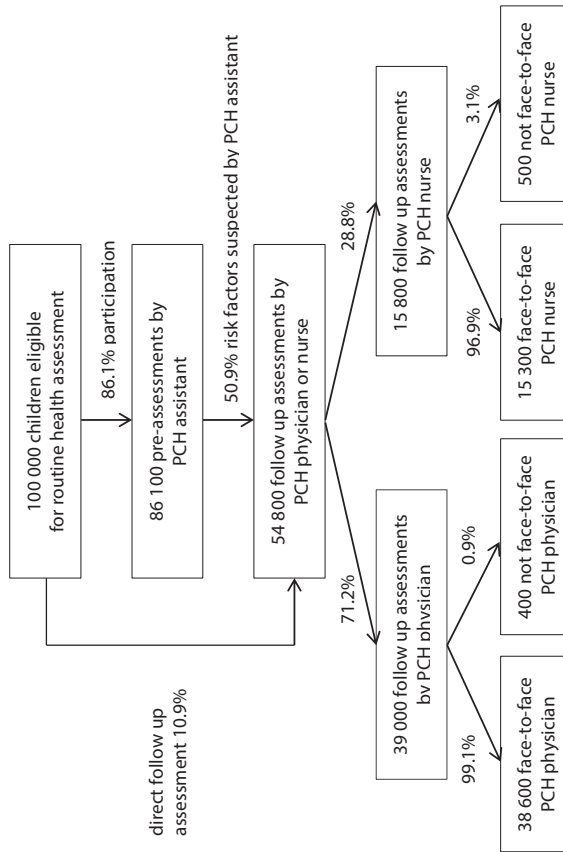 100 000 children eligible
for routine health assessment
86.1% participation
direct follow up
assessment 10.9%
86 100 pre-assessments by
PCH assistant
50.9% risk factors suspected by PCH assistant
54 800 follow up assessments by
PCH physician or nurse
71.2%
28.8%
39 000 follow up assessments
by PCH physician
15 800 follow up assessments
by PCH nurse
99.1%
0.9%
96.9%
3.1%
38 600 face-to-face
PCH physician
400 not face-to-face
PCH physician
15 300 face-to-face
PCH nurse
500 not face-to-face
PCH nurse